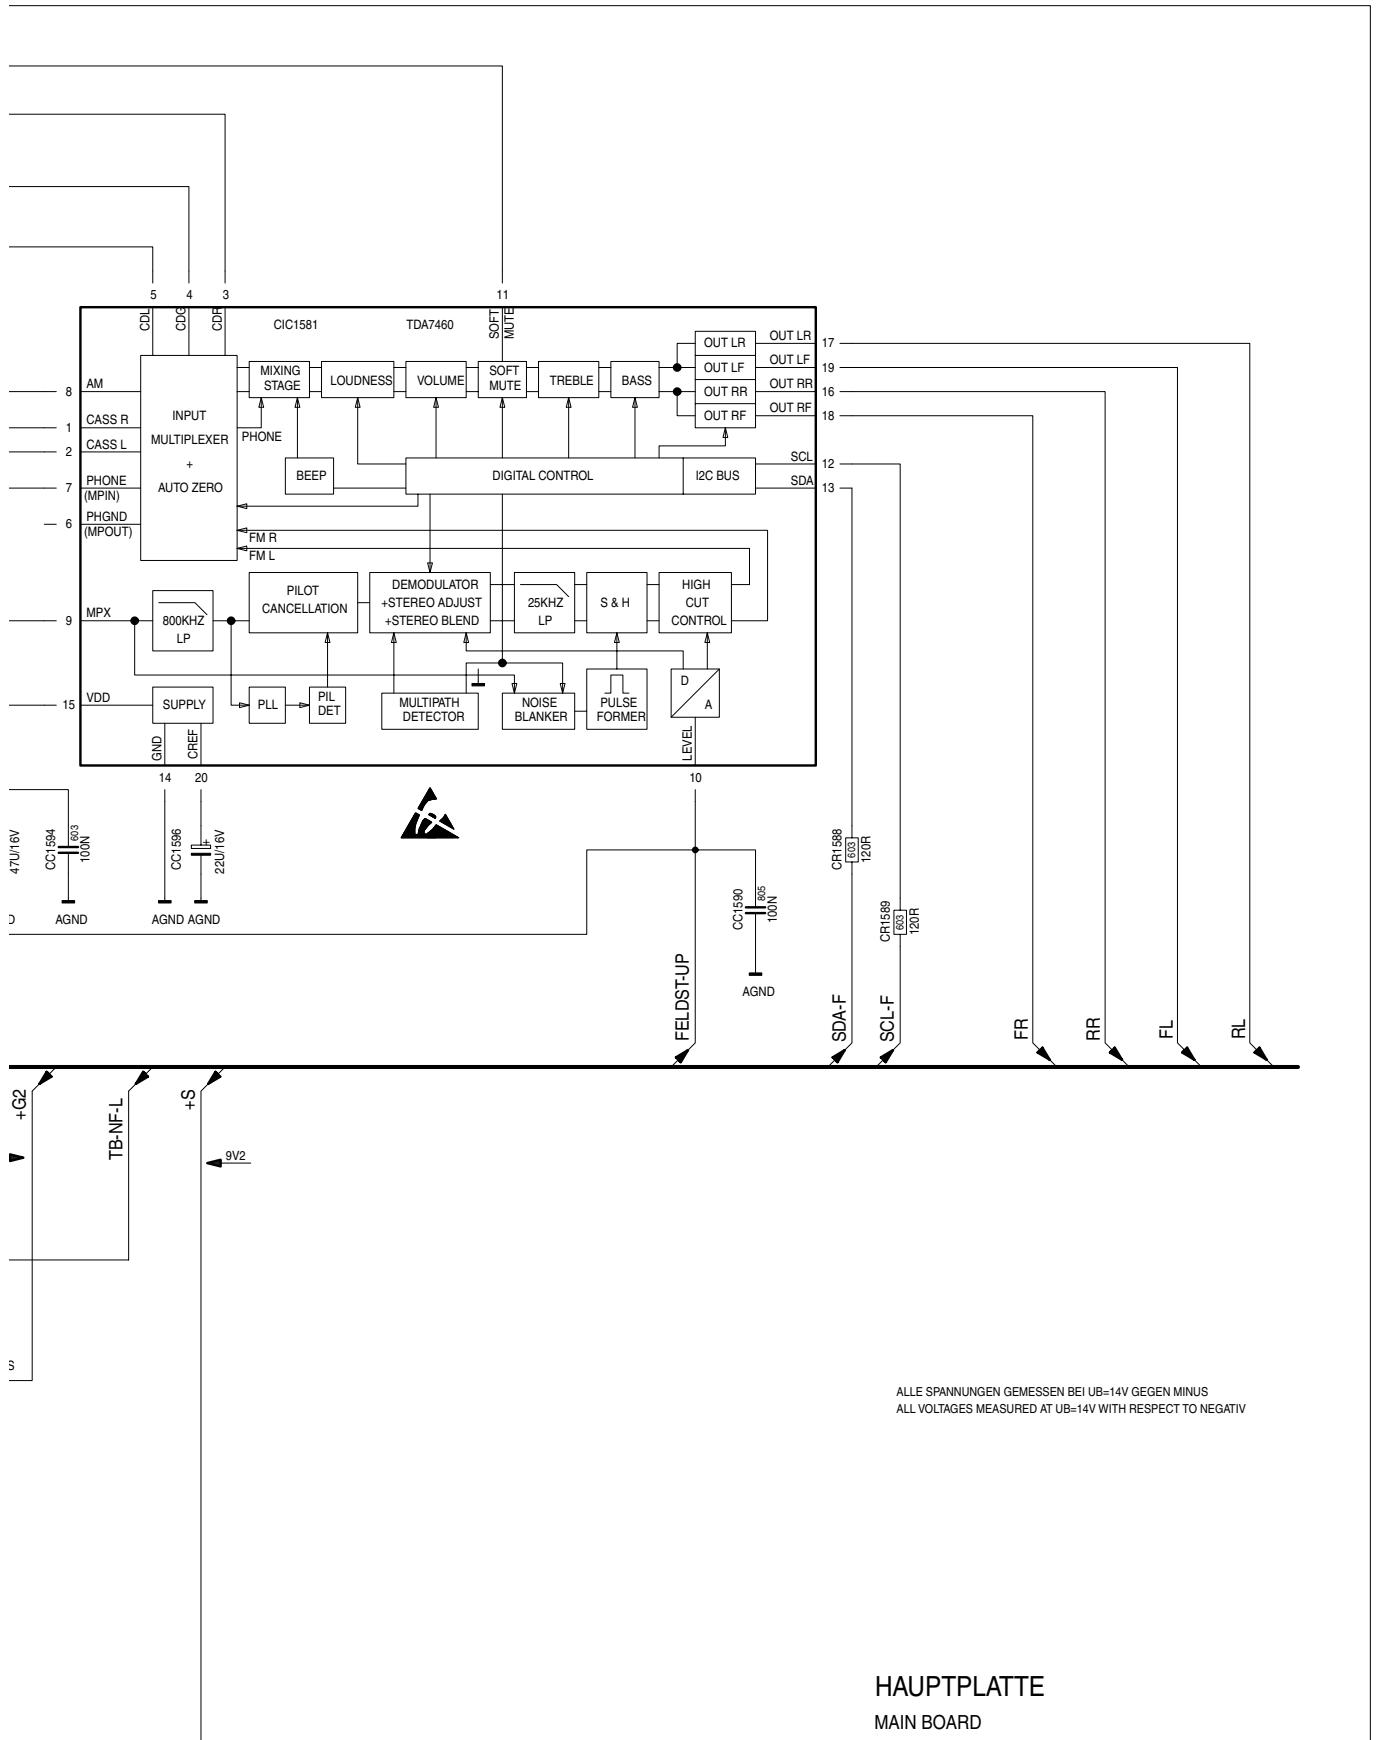 5 4 3 11
CDL CDG CDR CIC1581 TDA7460 SOFT MUTE
AM
8
CASS R
1
CASS L
2
PHONE
(MPIN)
7
PHGND
(MPOUT)
6
MPX
9
VDD
15
INPUT
MULTIPLEXER
+
AUTO ZERO
MIXING
STAGE
LOUDNESS
VOLUME
SOFT
MUTE
TREBLE
BASS
OUT LR
OUT LF
OUT RR
OUT RF
OUT LR 17
OUT LF 19
OUT RR 16
OUT RF 18
PHONE
BEEP
DIGITAL CONTROL
I2C BUS
SCL 12
SDA 13
FM R
FM L
PILOT
CANCELLATION
DEMODULATOR
+STEREO ADJUST
+STEREO BLEND
25KHZ
LP
S & H
HIGH
CUT
CONTROL
800KHZ
LP
SUPPLY
PLL
PIL
DET
MULTIPATH
DETECTOR
NOISE
BLANKER
PULSE
FORMER
D
A
GND
CREF
LEVEL
14 20 10
47U/16V
CC1594
603
100N
CC1596
+
22U/16V
AGND
AGND AGND
CC1590
805
100N
AGND
CR1588
603
120R
CR1589
603
120R
FELDST-UP
SDA-F
SCL-F
FR
RR
FL
RL
+G2
TB-NF-L
+S
9V2
S
ALLE SPANNUNGEN GEMESSEN BEI UB=14V GEGEN MINUS
ALL VOLTAGES MEASURED AT UB=14V WITH RESPECT TO NEGATIV
HAUPTPLATTE
MAIN BOARD